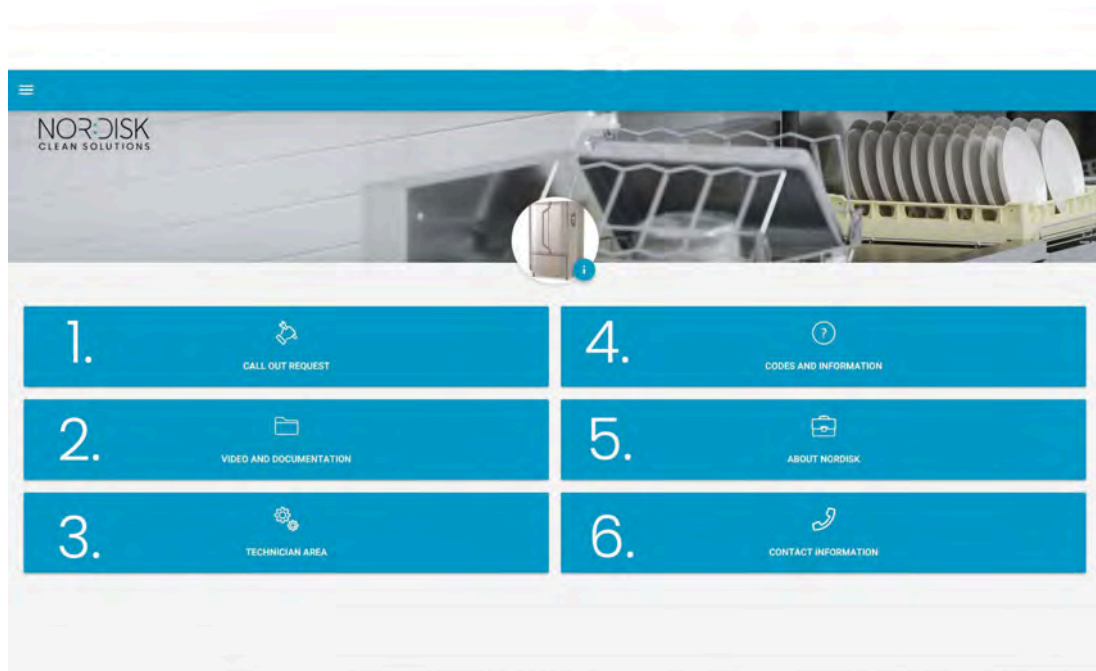 NORDISK
CLEAN SOLUTIONS
1.
CALL OUT REQUEST
2.
VIDEO AND DOCUMENTATION
3.
TECHNICIAN AREA
4.
?
CODES AND INFORMATION
5.
ABOUT NORDISK
6.
CONTACT INFORMATION